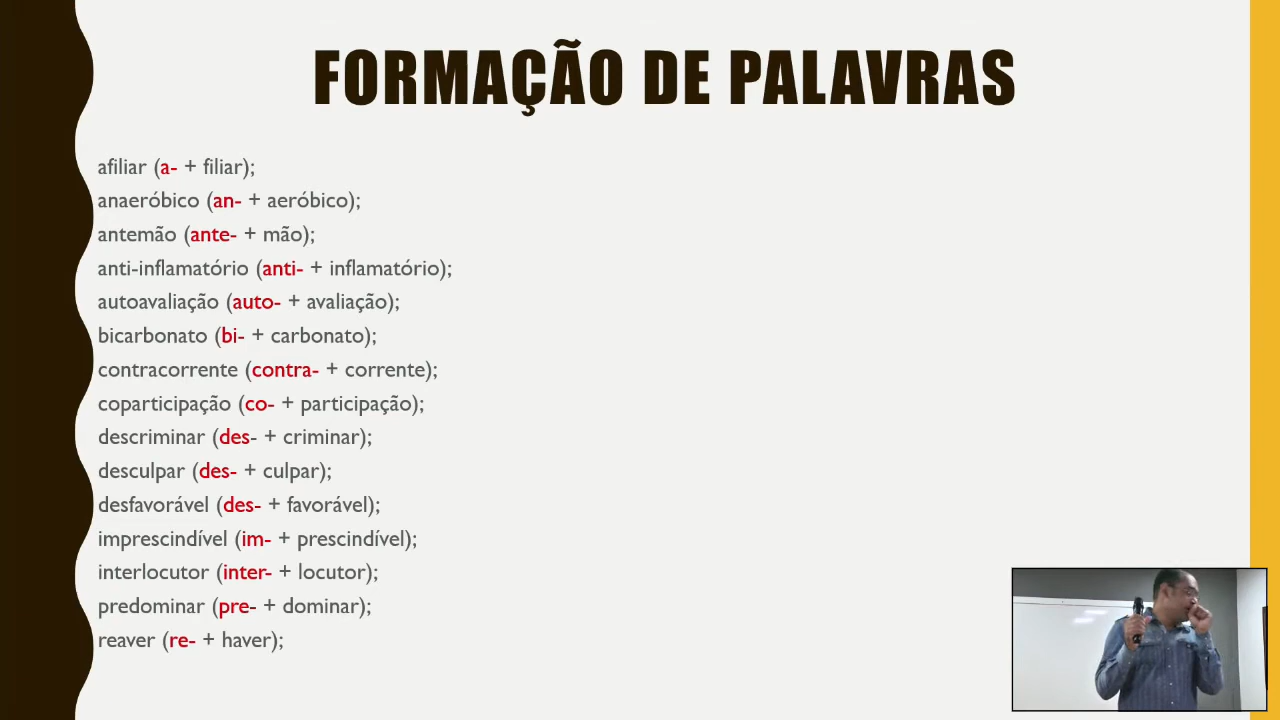 FORMAÇÃO DE PALAVRAS
afiliar (a- + filiar);
anaeróbico (an- + aeróbico);
antemão (ante- + mão);
anti-inflamatório (anti- + inflamatório);
autoavaliação (auto- + avaliação);
bicarbonato (bi- + carbonato);
contracorrente (contra- + corrente);
coparticipação (co- + participação);
descriminar (des- + criminar);
desculpar (des- + culpar);
desfavorável (des- + favorável);
imprescindível (im- + prescindível);
interlocutor (inter- + locutor);
predominar (pre- + dominar);
reaver (re- + haver);